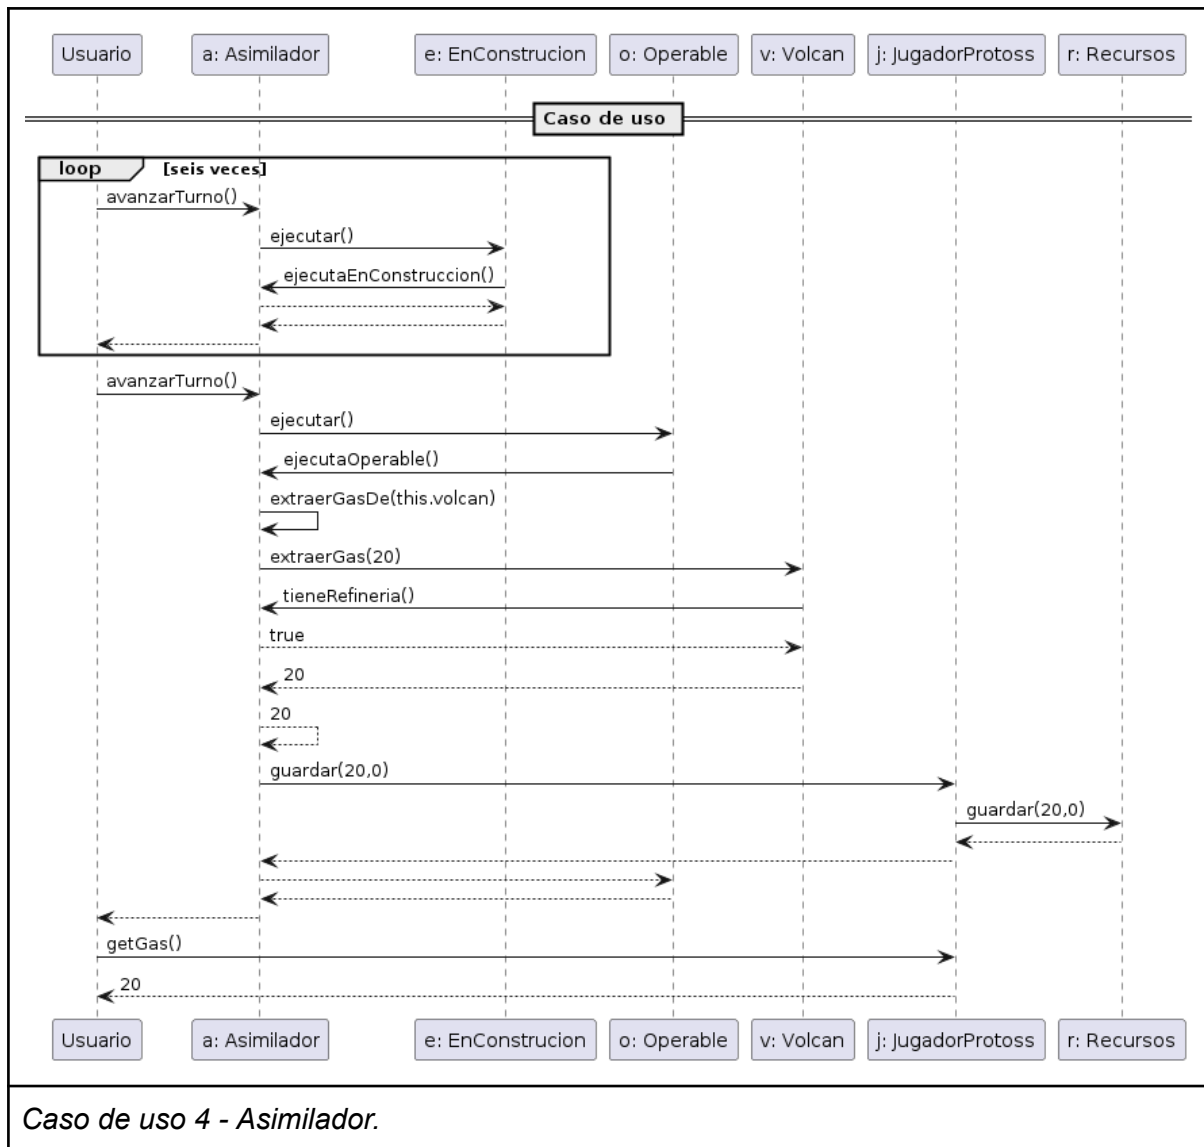 Usuario a: Asimilador e: EnConstrucion o: Operable v: Volcan j: JugadorProtoss r: Recursos
Caso de uso
loop [seis veces]
avanzarTurno()
ejecutar()
ejecutaEnConstruccion()
avanzarTurno()
ejecutar()
ejecutaOperable()
extraerGasDe(this.volcan)
extraerGas(20)
tieneRefineria()
true
20
20
guardar(20,0)
guardar(20,0)
getGas()
20
Usuario a: Asimilador e: EnConstrucion o: Operable v: Volcan j: JugadorProtoss r: Recursos
Caso de uso 4 - Asimilador.